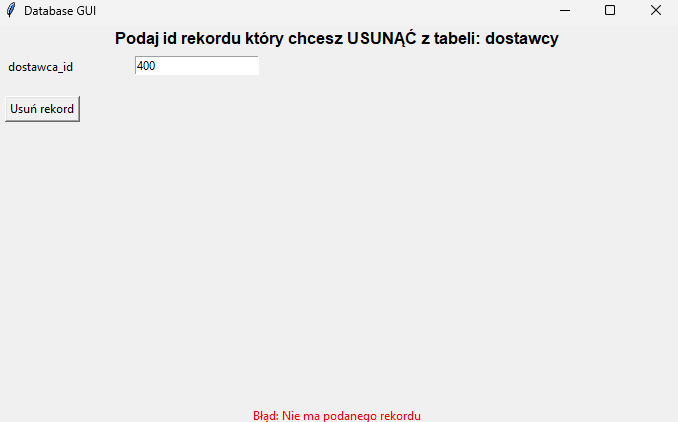 Database GUI
Podaj id rekordu który chcesz USUNĄĆ z tabeli: dostawcy
dostawca_id 400
Usuń rekord
Błąd: Nie ma podanego rekordu